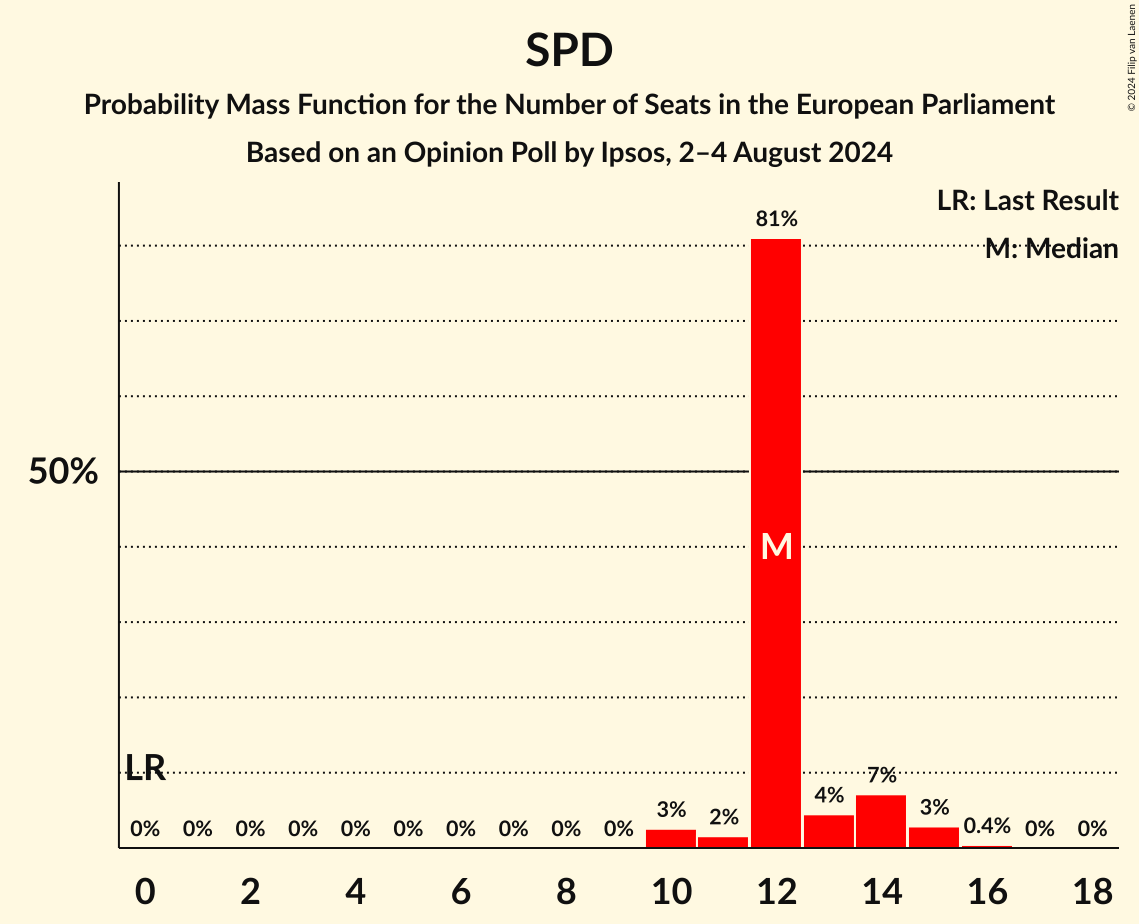 SPD
Probability Mass Function for the Number of Seats in the European Parliament
Based on an Opinion Poll by Ipsos, 2–4 August 2024
© 2024 Filip van Laenen
LR: Last Result
M: Median
81%
50%
M
LR
0% 0% 0% 0% 0% 0% 0% 0% 0% 0% 3% 2% 4% 7% 3% 0.4% 0% 0%
0 2 4 6 8 10 12 14 16 18